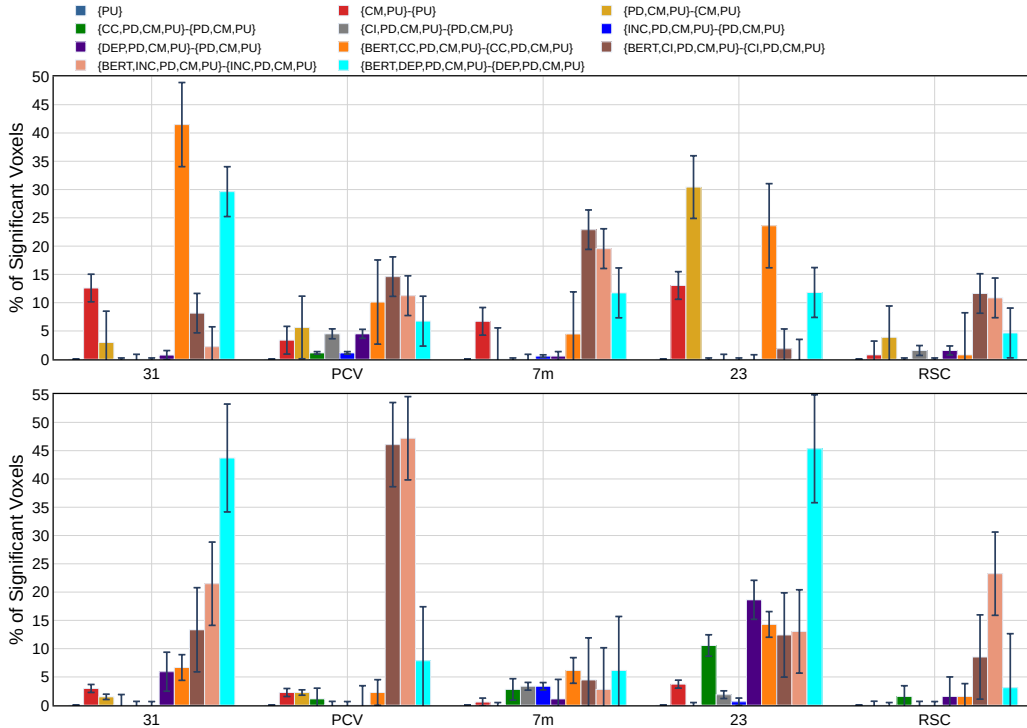 {PU} {CM,PU}-{PU} {PD,CM,PU}-{CM,PU}
{CC,PD,CM,PU}-{PD,CM,PU} {CI,PD,CM,PU}-{PD,CM,PU} {INC,PD,CM,PU}-{PD,CM,PU}
{DEP,PD,CM,PU}-{PD,CM,PU} {BERT,CC,PD,CM,PU}-{CC,PD,CM,PU} {BERT,CI,PD,CM,PU}-{CI,PD,CM,PU}
{BERT,INC,PD,CM,PU}-{INC,PD,CM,PU} {BERT,DEP,PD,CM,PU}-{DEP,PD,CM,PU}
% of Significant Voxels
50
45
40
35
30
25
20
15
10
5
0
31 PCV 7m 23 RSC
% of Significant Voxels
55
50
45
40
35
30
25
20
15
10
5
0
31 PCV 7m 23 RSC